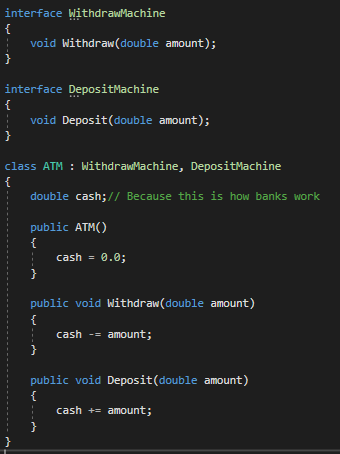 interface WithdrawMachine
{
    void Withdraw(double amount);
}

interface DepositMachine
{
    void Deposit(double amount);
}

class ATM : WithdrawMachine, DepositMachine
{
    double cash;// Because this is how banks work

    public ATM()
    {
        cash = 0.0;
    }

    public void Withdraw(double amount)
    {
        cash -= amount;
    }

    public void Deposit(double amount)
    {
        cash += amount;
    }
}